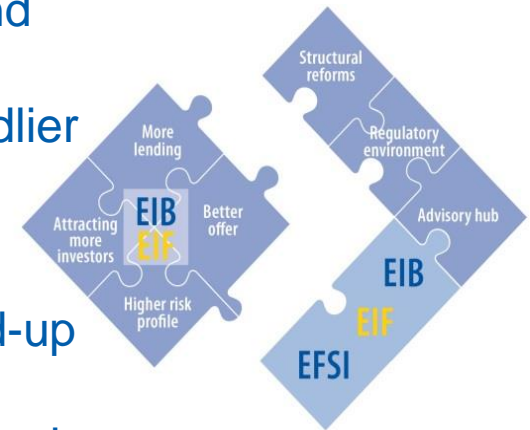 nd
dlier
d-up
More
lending
Attracting
more
investors
EIB
EIF
Better
offer
Higher risk
profile
Structural
reforms
Regulatory
environment
Advisory hub
EIB
EIF
EFSI